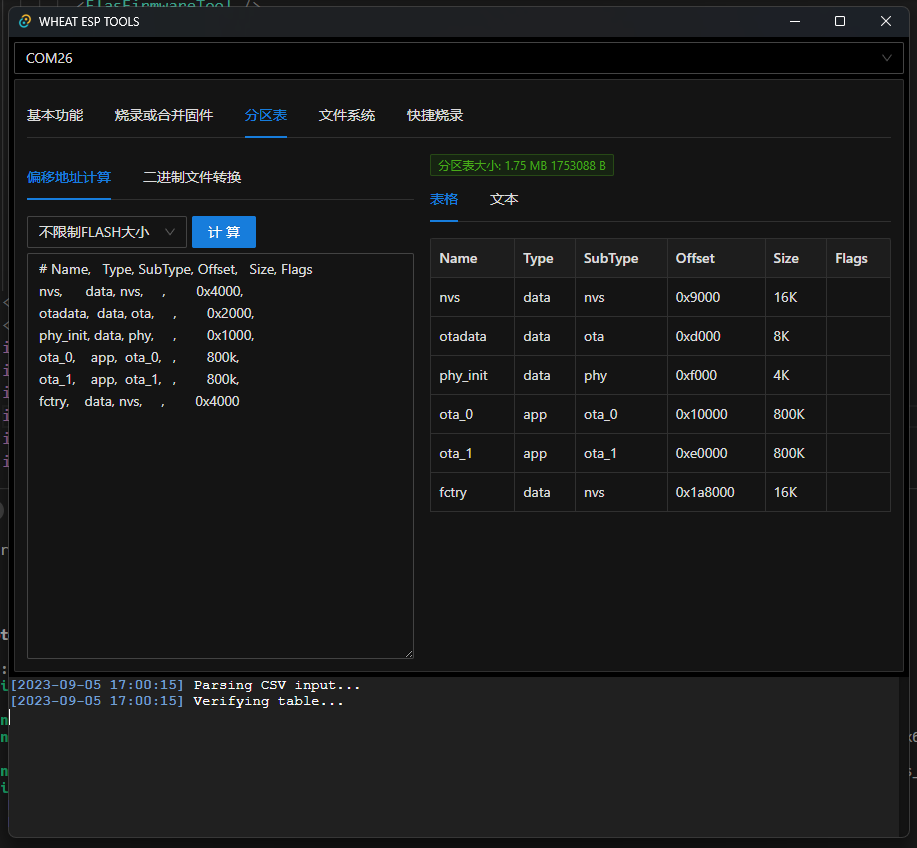 <FlasFirmwareTool />
WHEAT ESP TOOLS
COM26
基本功能 烧录或合并固件 分区表 文件系统 快捷烧录
偏移地址计算 二进制文件转换
不限制FLASH大小 计 算
# Name, Type, SubType, Offset, Size, Flags
nvs, data, nvs, , 0x4000,
otadata, data, ota, , 0x2000,
phy_init, data, phy, , 0x1000,
ota_0, app, ota_0, , 800k,
ota_1, app, ota_1, , 800k,
fctry, data, nvs, , 0x4000
分区表大小: 1.75 MB 1753088 B
表格 文本
Name Type SubType Offset Size Flags
nvs data nvs 0x9000 16K
otadata data ota 0xd000 8K
phy_init data phy 0xf000 4K
ota_0 app ota_0 0x10000 800K
ota_1 app ota_1 0xe0000 800K
fctry data nvs 0x1a8000 16K
[2023-09-05 17:00:15] Parsing CSV input...
[2023-09-05 17:00:15] Verifying table...